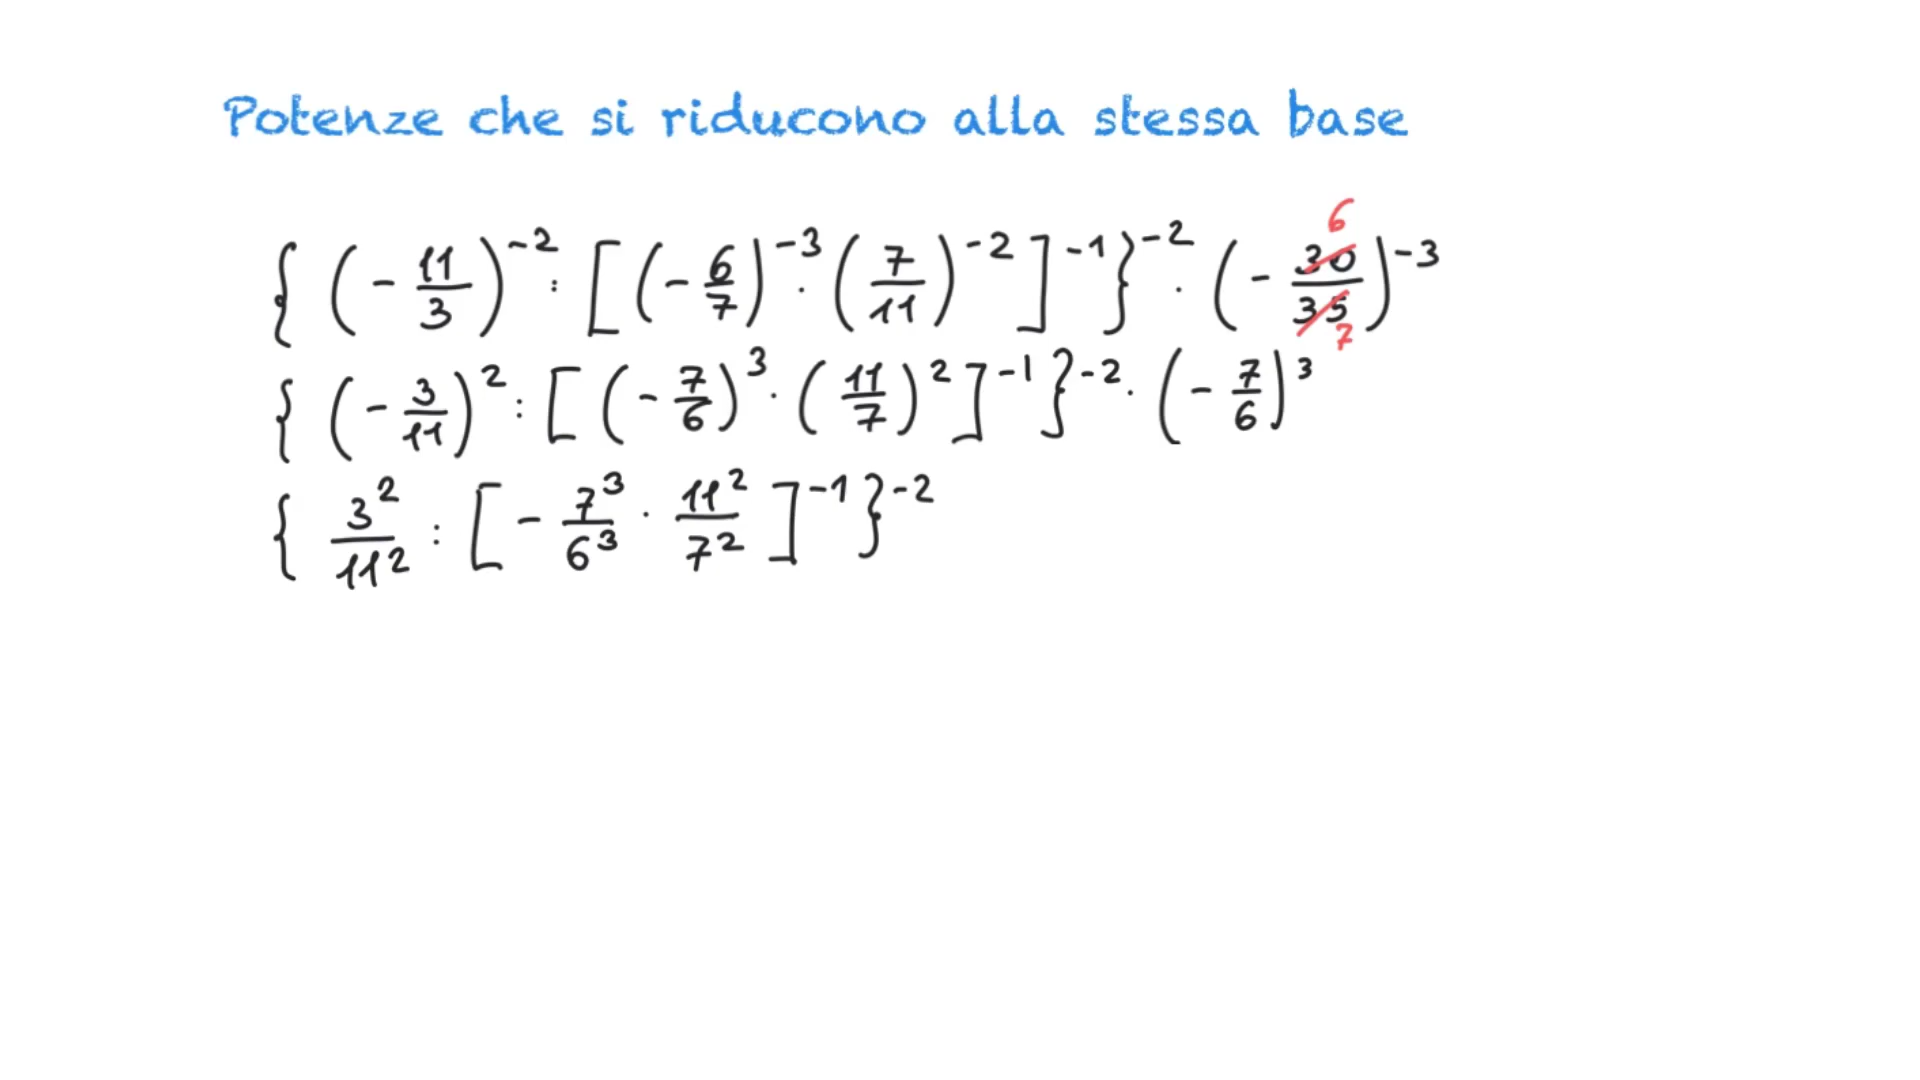 Potenze che si riducono alla stessa base
{ (- 11/3)^-2 : [ (- 6/7)^-3 · (7/11)^-2 ]^-1 }^-2 · (- 30/35)^-3 6 7
{ (- 3/11)^2 : [ (- 7/6)^3 · (11/7)^2 ]^-1 }^-2 · (- 7/6)^3
{ 3^2/11^2 : [ - 7^3/6^3 · 11^2/7^2 ]^-1 }^-2